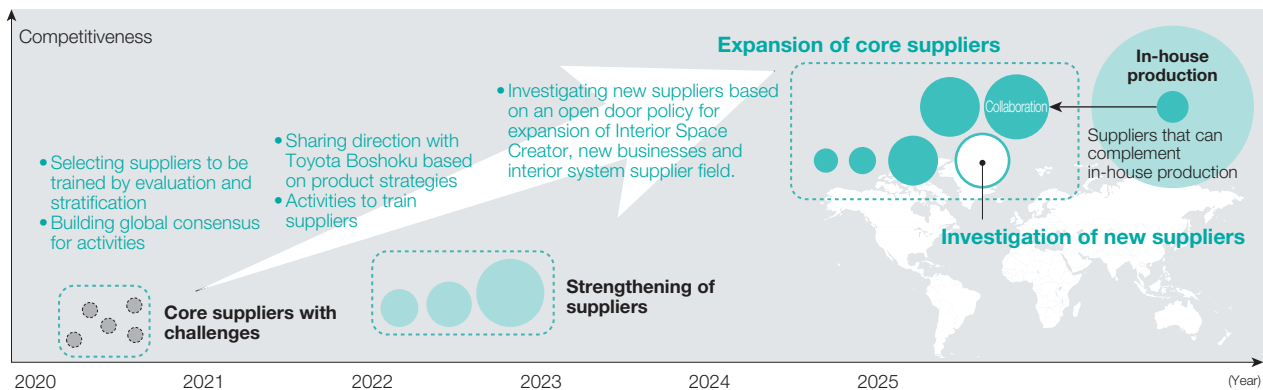 Competitiveness
• Selecting suppliers to be
trained by evaluation and
stratification
• Building global consensus
for activities
Core suppliers with
challenges
• Sharing direction with
Toyota Boshoku based
on product strategies
• Activities to train
suppliers
Strengthening of
suppliers
• Investigating new suppliers based
on an open door policy for
expansion of Interior Space
Creator, new businesses and
interior system supplier field.
Expansion of core suppliers
Collaboration
In-house
production
Suppliers that can
complement
in-house production
Investigation of new suppliers
2020 2021 2022 2023 2024 2025 (Year)